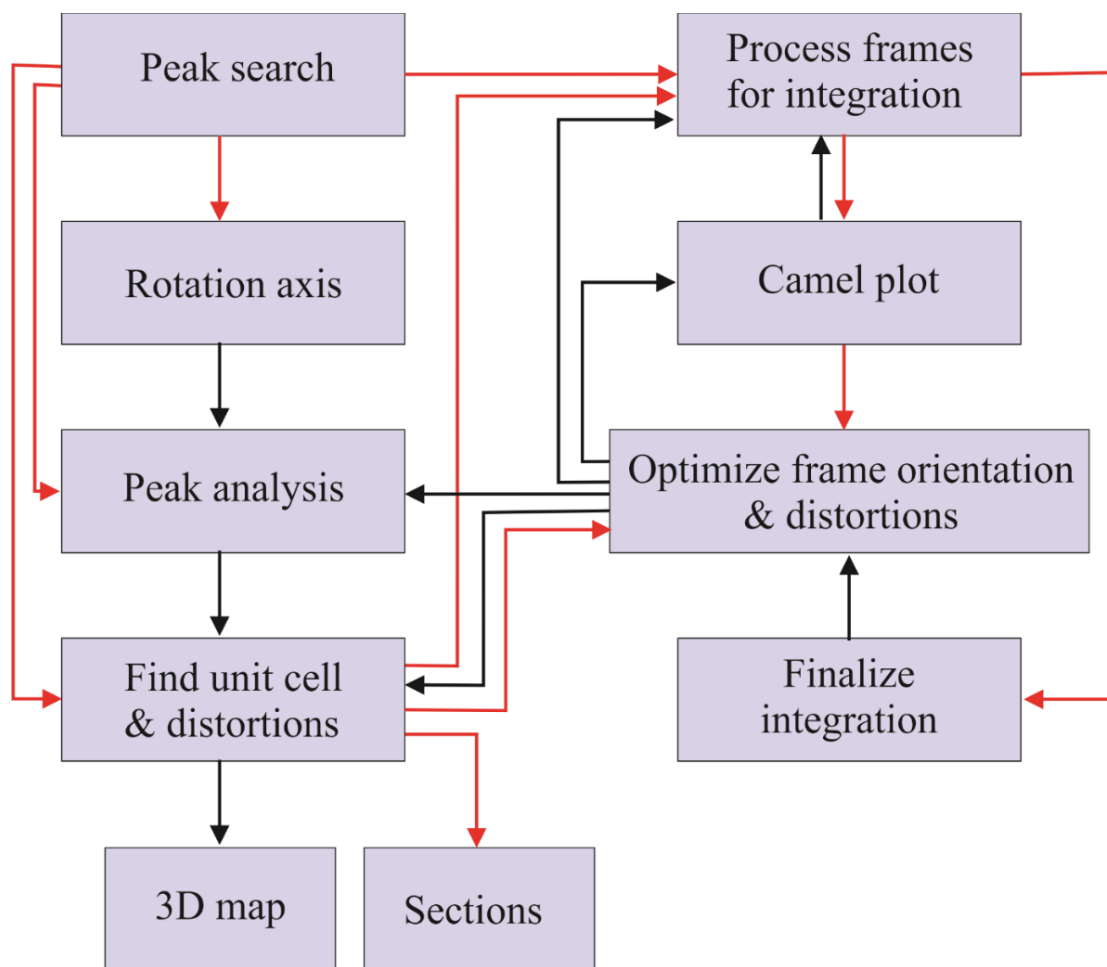 Peak search
Process frames
for integration
Rotation axis
Camel plot
Peak analysis
Optimize frame orientation
& distortions
Find unit cell
& distortions
Finalize
integration
3D map
Sections